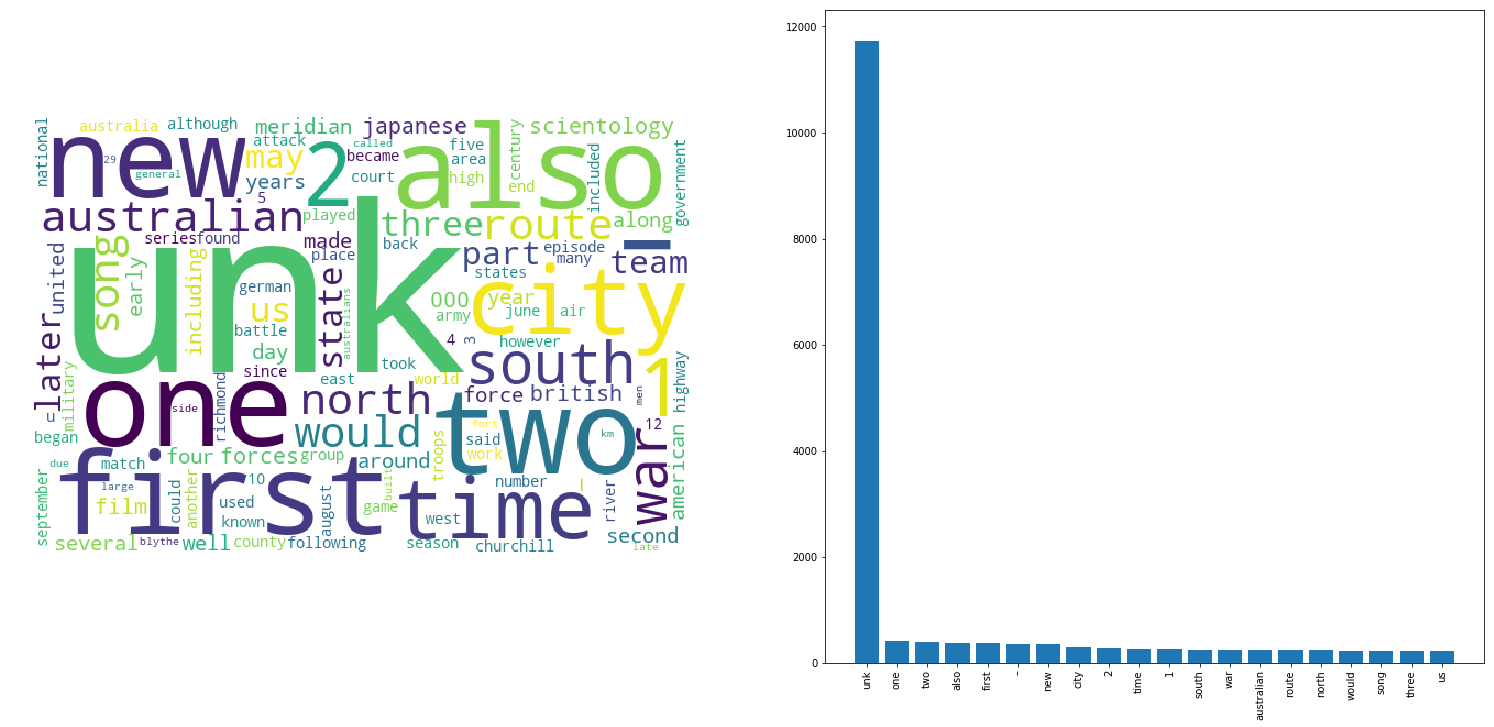 national
australia
although
meridian
japanese
scientology
attack
called
five
century
new
29
general
may
2
became
also
area
included
government
years
court
high
end
5
australian
played
three
route
along
series
found
made
back
song
united
early
including
place
part
episode
many
team
–
unk
german
state
states
us
australians
000
year
city
army
june
air
battle
later
day
4
3
however
since
took
south
1
highway
military
east
world
u
one
side
richmond
north
force
british
men
would
two
fort
km
12
began
troops
said
work
war
american
four
forces
group
around
due
match
first
large
10
number
september
film
could
another
used
august
game
built
time
l
river
known
west
several
blythe
well
county
following
season
churchill
second
late
12000
10000
8000
6000
4000
2000
0
unk
one
two
also
first
–
new
city
2
time
1
south
war
australian
route
north
would
song
three
us